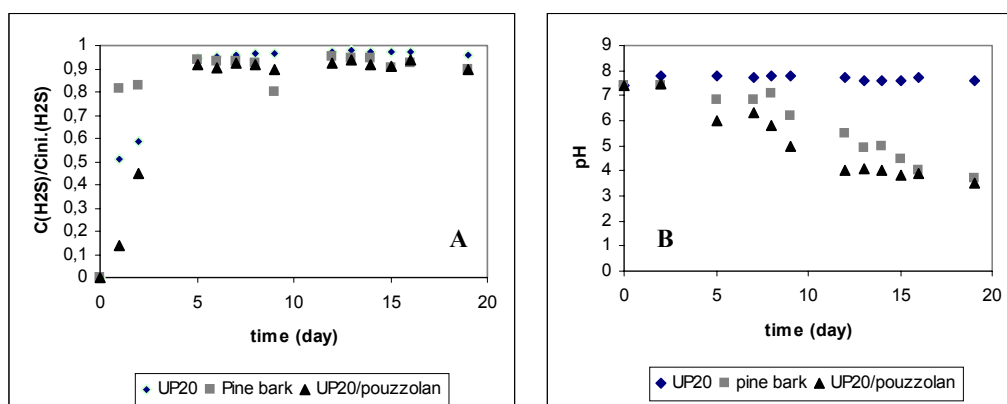 C(H2S)/Cini.(H2S)
1
0,9
0,8
0,7
0,6
0,5
0,4
0,3
0,2
0,1
0
A
0 5 10 15 20
time (day)
UP20 Pine bark UP20/pouzzolan
pH
9
8
7
6
5
4
3
2
1
0
B
0 5 10 15 20
time (day)
UP20 pine bark UP20/pouzzolan